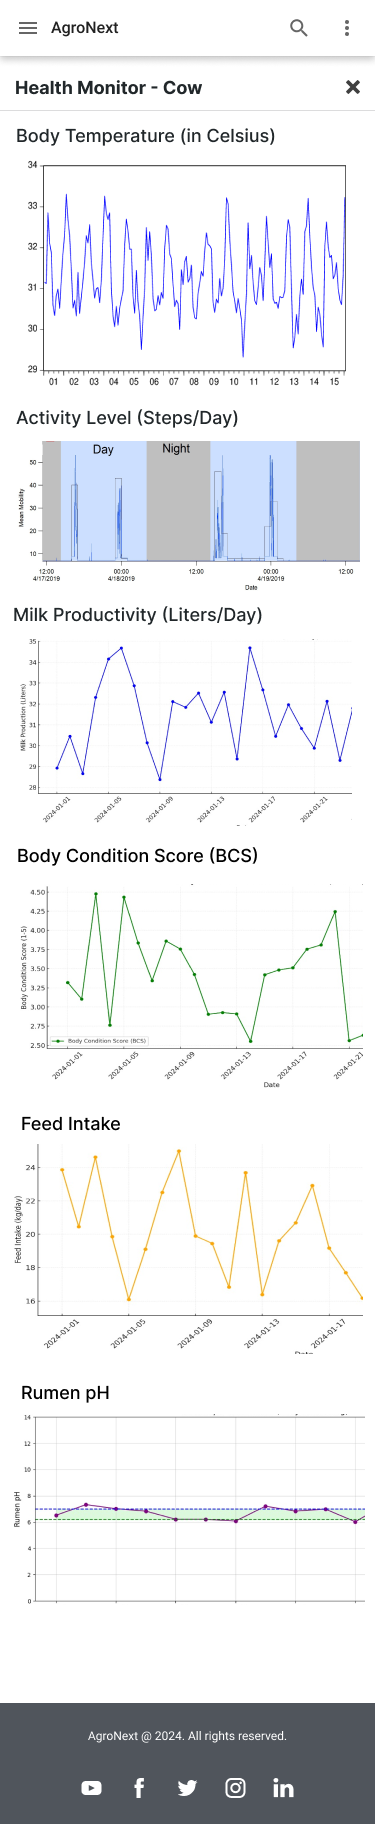 AgroNext
Health Monitor - Cow
Body Temperature (in Celsius)
34
33
32
31
30
29
01 02 03 04 05 06 07 08 09 10 11 12 13 14 15
Activity Level (Steps/Day)
Day
Night
50
40
30
20
10
Mean Mobility
12:00 00:00 12:00 00:00 12:00
4/17/2019 4/18/2019 4/19/2019
Date
Milk Productivity (Liters/Day)
35
34
33
32
31
30
29
28
Milk Production (Liters)
2024-01-01 2024-01-05 2024-01-09 2024-01-13 2024-01-17 2024-01-21
Body Condition Score (BCS)
4.50
4.25
4.00
3.75
3.50
3.25
3.00
2.75
2.50
Body Condition Score (1-5)
Body Condition Score (BCS)
2024-01-01 2024-01-05 2024-01-09 2024-01-13 2024-01-17 2024-01-21
Date
Feed Intake
24
22
20
18
16
Feed Intake (kg/day)
2024-01-01 2024-01-05 2024-01-09 2024-01-13 2024-01-17
Rumen pH
14
12
10
8
6
4
2
0
Rumen pH
AgroNext @ 2024. All rights reserved.